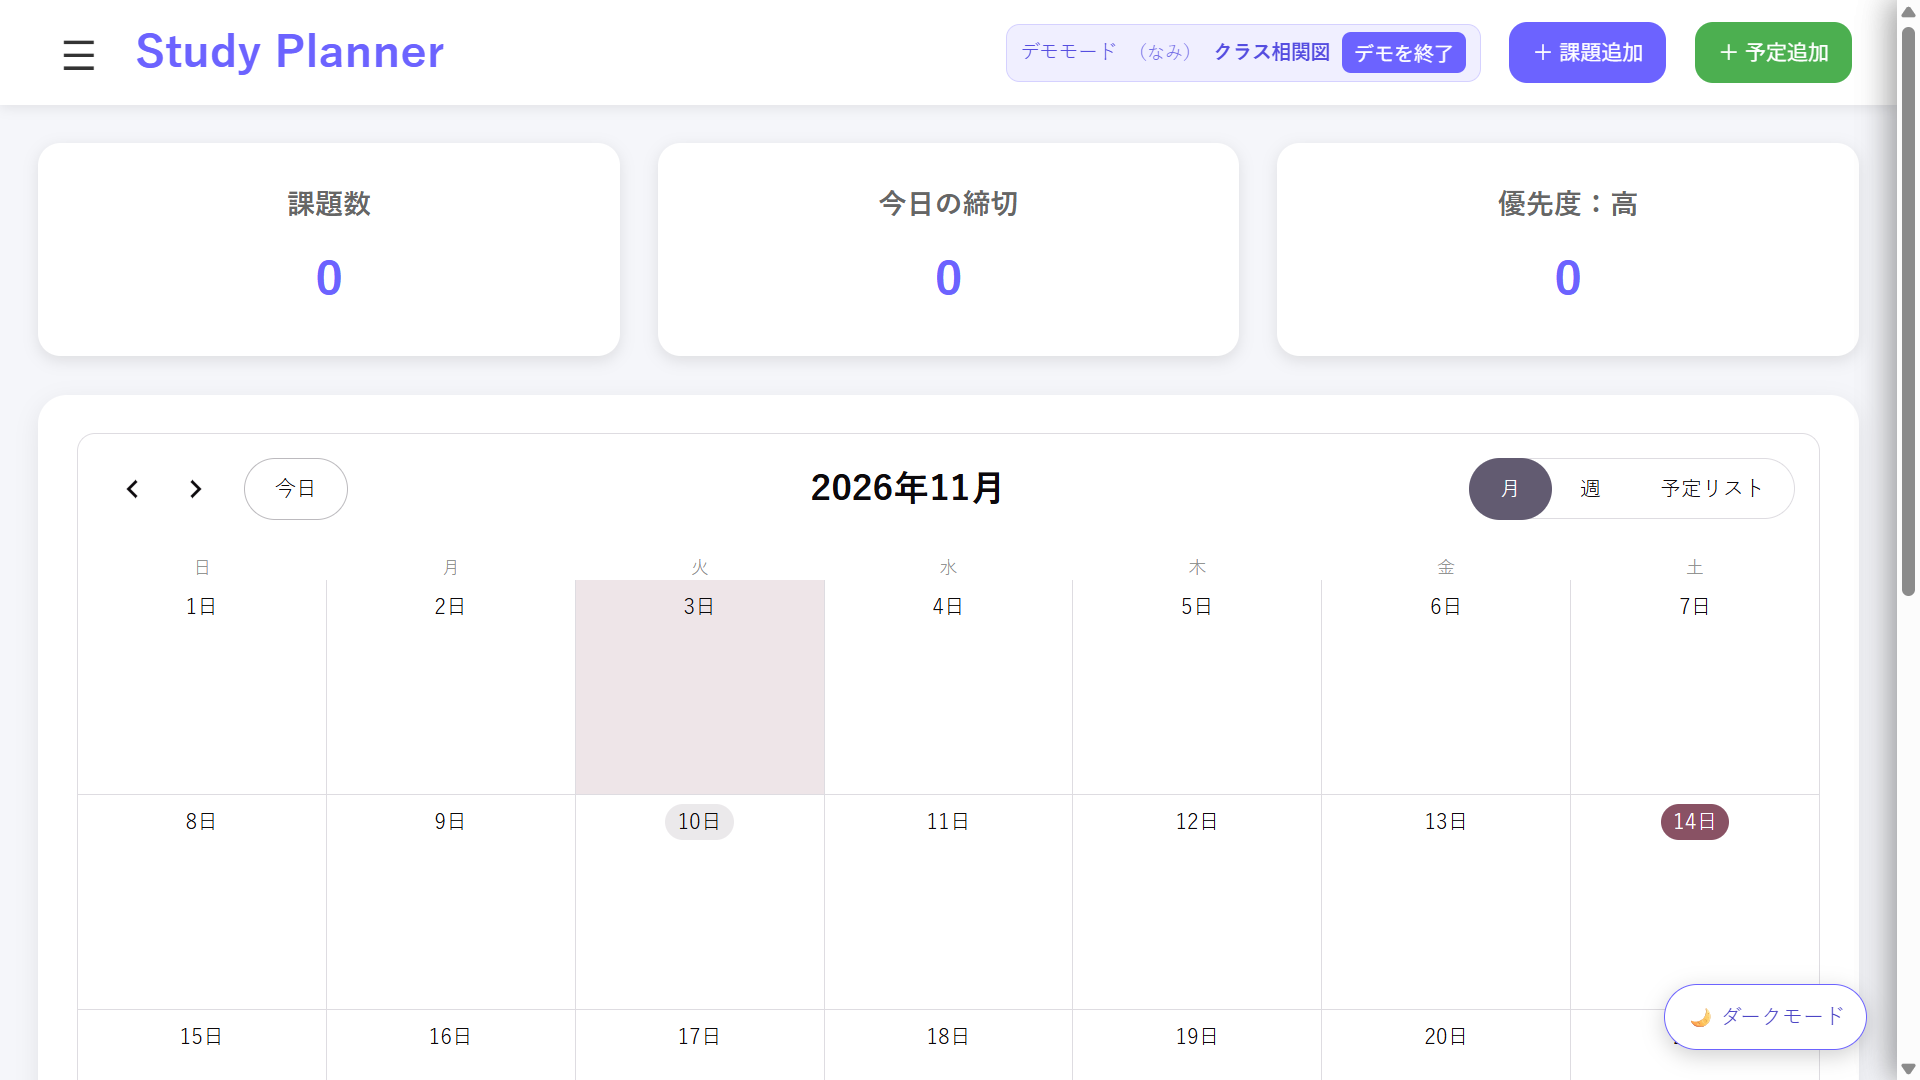 Study Planner
デモモード （なみ） クラス相関図 デモを終了
＋ 課題追加
＋ 予定追加
課題数
0
今日の締切
0
優先度：高
0
今日
2026年11月
月 週 予定リスト
日 月 火 水 木 金 土
1日 2日 3日 4日 5日 6日 7日
8日 9日 10日 11日 12日 13日 14日
15日 16日 17日 18日 19日 20日
🌙 ダークモード